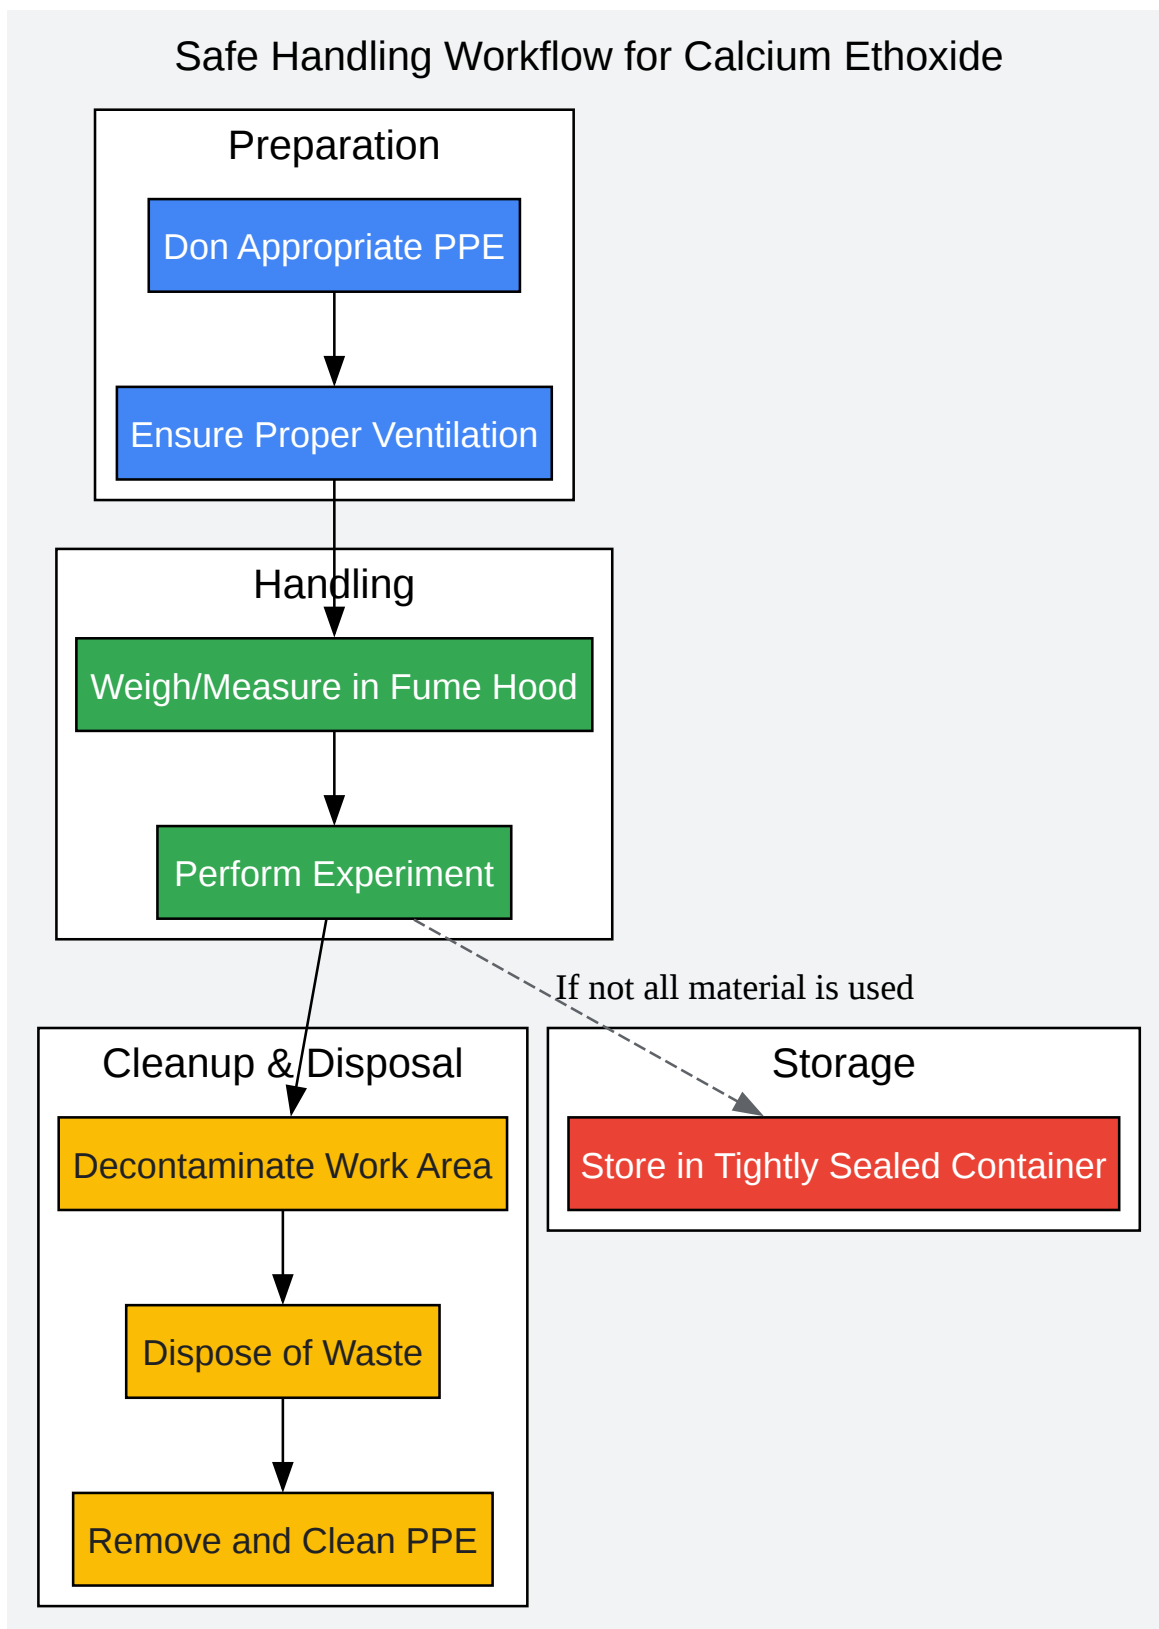 Safe Handling Workflow for Calcium Ethoxide
Preparation
Don Appropriate PPE
Ensure Proper Ventilation
Handling
Weigh/Measure in Fume Hood
Perform Experiment
If not all material is used
Cleanup & Disposal
Decontaminate Work Area
Dispose of Waste
Remove and Clean PPE
Storage
Store in Tightly Sealed Container